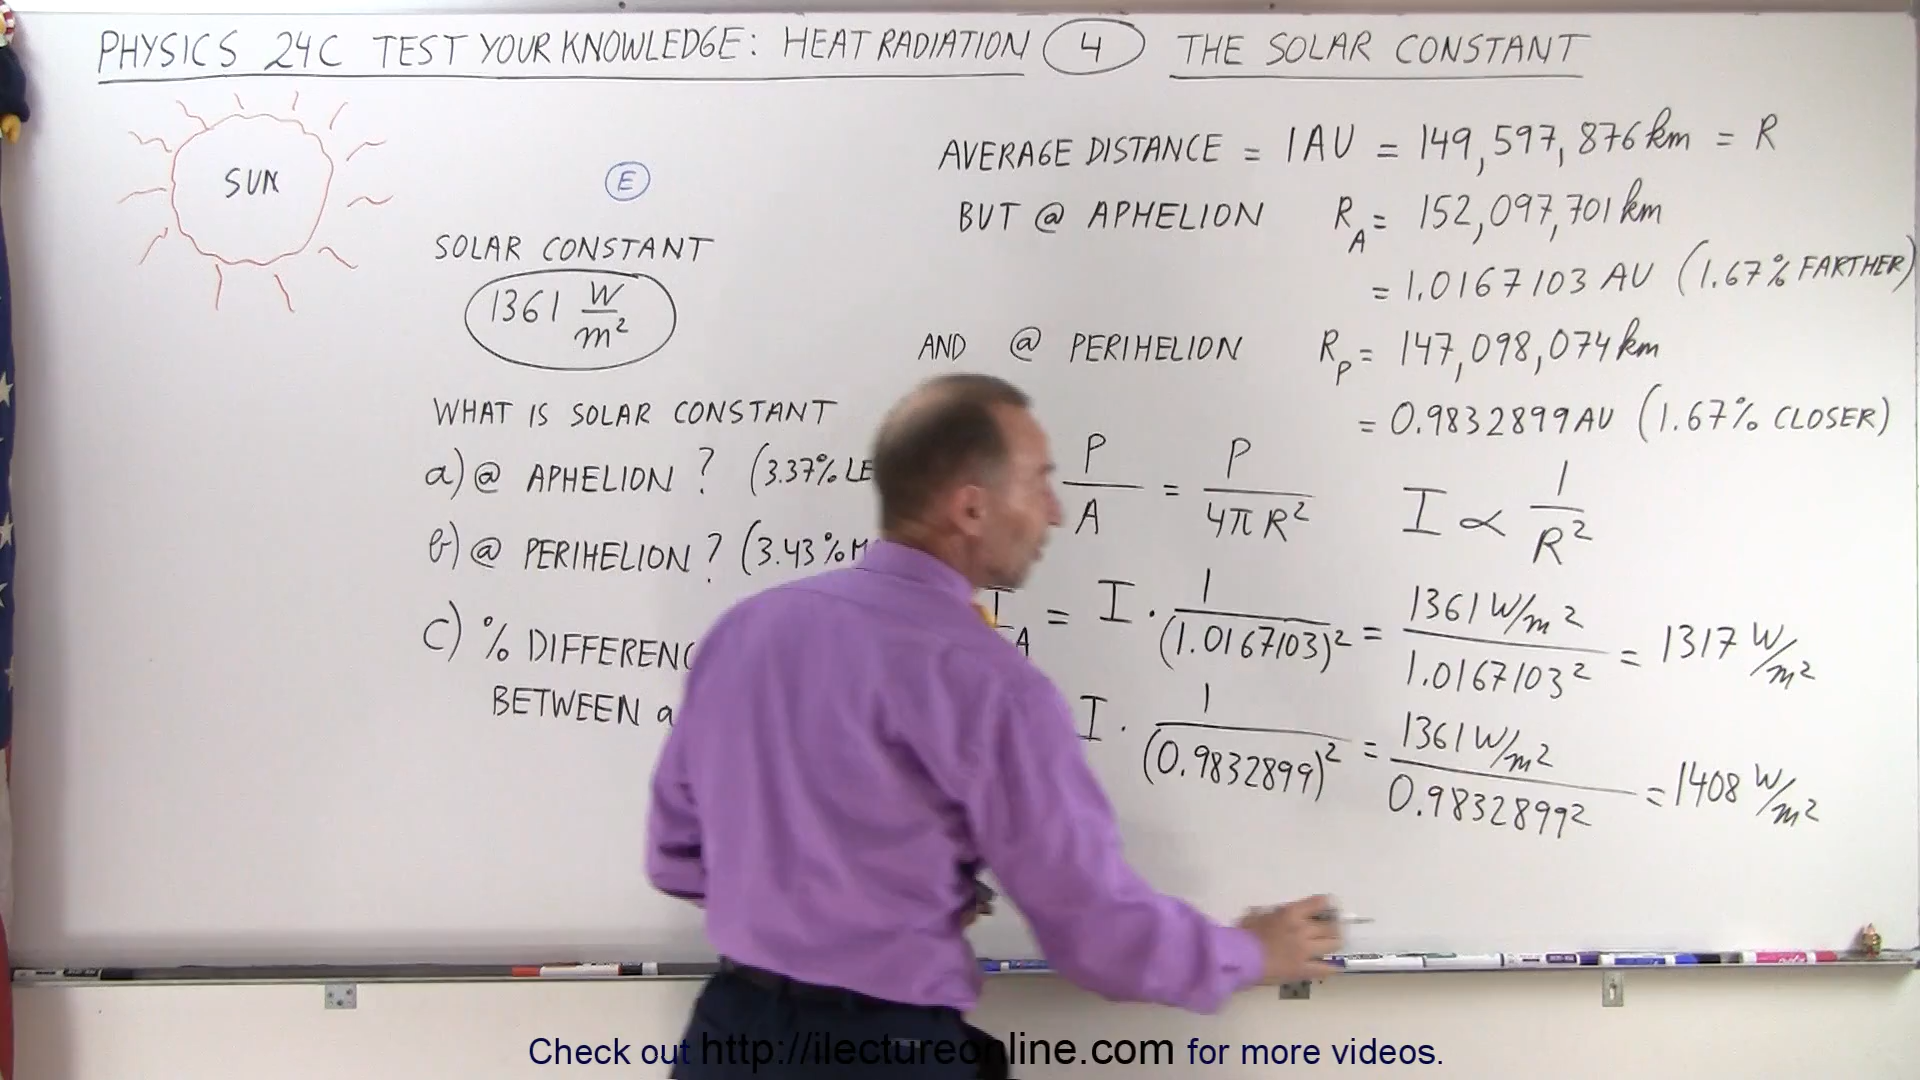 PHYSICS 24C TEST YOUR KNOWLEDGE: HEAT RADIATION 4 THE SOLAR CONSTANT
SUN
E
SOLAR CONSTANT
1361 W/m²
WHAT IS SOLAR CONSTANT
a) @ APHELION ? (3.37% LE
b) @ PERIHELION ? (3.43% M
c) % DIFFERENC
BETWEEN a
AVERAGE DISTANCE = 1 AU = 149,597,876 km = R
BUT @ APHELION R_A = 152,097,701 km
= 1.0167103 AU (1.67% FARTHER)
AND @ PERIHELION R_P = 147,098,074 km
= 0.9832899 AU (1.67% CLOSER)
P/A = P/4πR² I ∝ 1/R²
I_A = I · 1/(1.0167103)² = 1361 W/m²/1.0167103² = 1317 W/m²
I · 1/(0.9832899)² = 1361 W/m²/0.9832899² = 1408 W/m²
Check out http://ilectureonline.com for more videos.